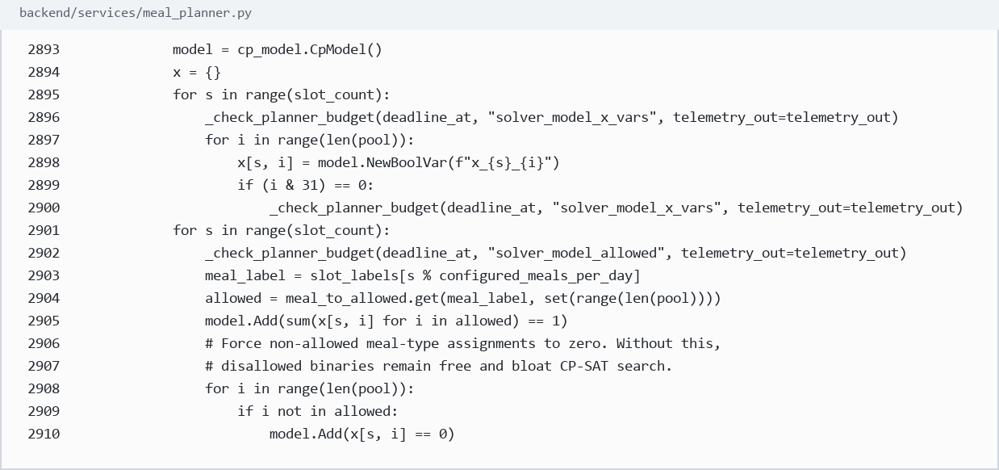 backend/services/meal_planner.py
2893 model = cp_model.CpModel()
2894 x = {}
2895 for s in range(slot_count):
2896 _check_planner_budget(deadline_at, "solver_model_x_vars", telemetry_out=telemetry_out)
2897 for i in range(len(pool)):
2898 x[s, i] = model.NewBoolVar(f"x_{s}_{i}")
2899 if (i & 31) == 0:
2900 _check_planner_budget(deadline_at, "solver_model_x_vars", telemetry_out=telemetry_out)
2901 for s in range(slot_count):
2902 _check_planner_budget(deadline_at, "solver_model_allowed", telemetry_out=telemetry_out)
2903 meal_label = slot_labels[s % configured_meals_per_day]
2904 allowed = meal_to_allowed.get(meal_label, set(range(len(pool))))
2905 model.Add(sum(x[s, i] for i in allowed) == 1)
2906 # Force non-allowed meal-type assignments to zero. Without this,
2907 # disallowed binaries remain free and bloat CP-SAT search.
2908 for i in range(len(pool)):
2909 if i not in allowed:
2910 model.Add(x[s, i] == 0)